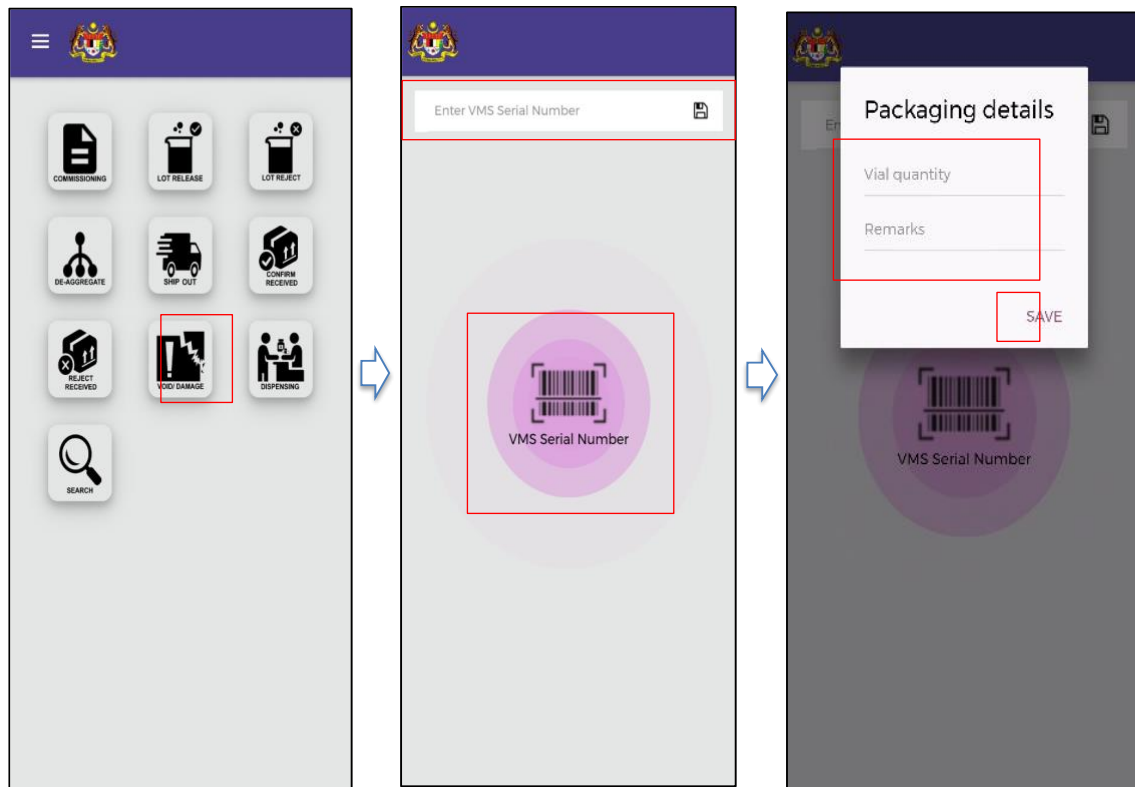 COMMISSIONING
LOT RELEASE
LOT REJECT
DE-AGGREGATE
SHIP OUT
CONFIRM
RECEIVED
REJECT
RECEIVED
VOID/ DAMAGE
DISPENSING
SEARCH
Enter VMS Serial Number
VMS Serial Number
Packaging details
En
Vial quantity
Remarks
SAVE
VMS Serial Number